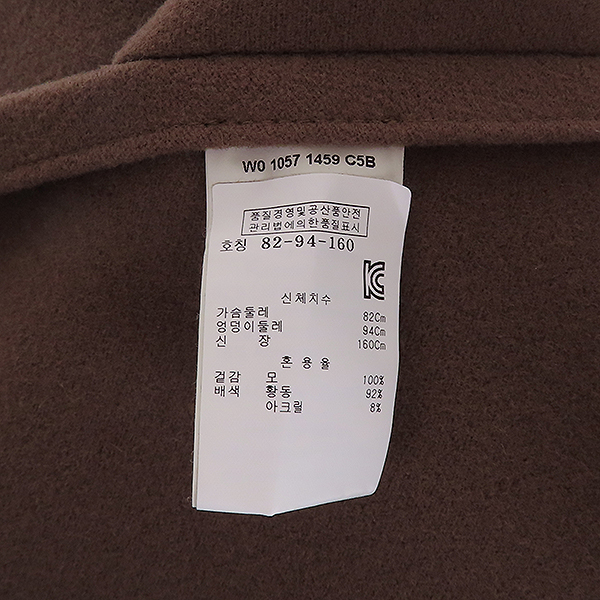 W0 1057 1459 C5B
품질경영및공산품안전
관리법에의한품질표시
호칭 82-94-160
신체치수
가슴둘레 82Cm
엉덩이둘레 94Cm
신 장 160Cm
혼용율
겉감 모 100%
배색 황동 92%
아크릴 8%